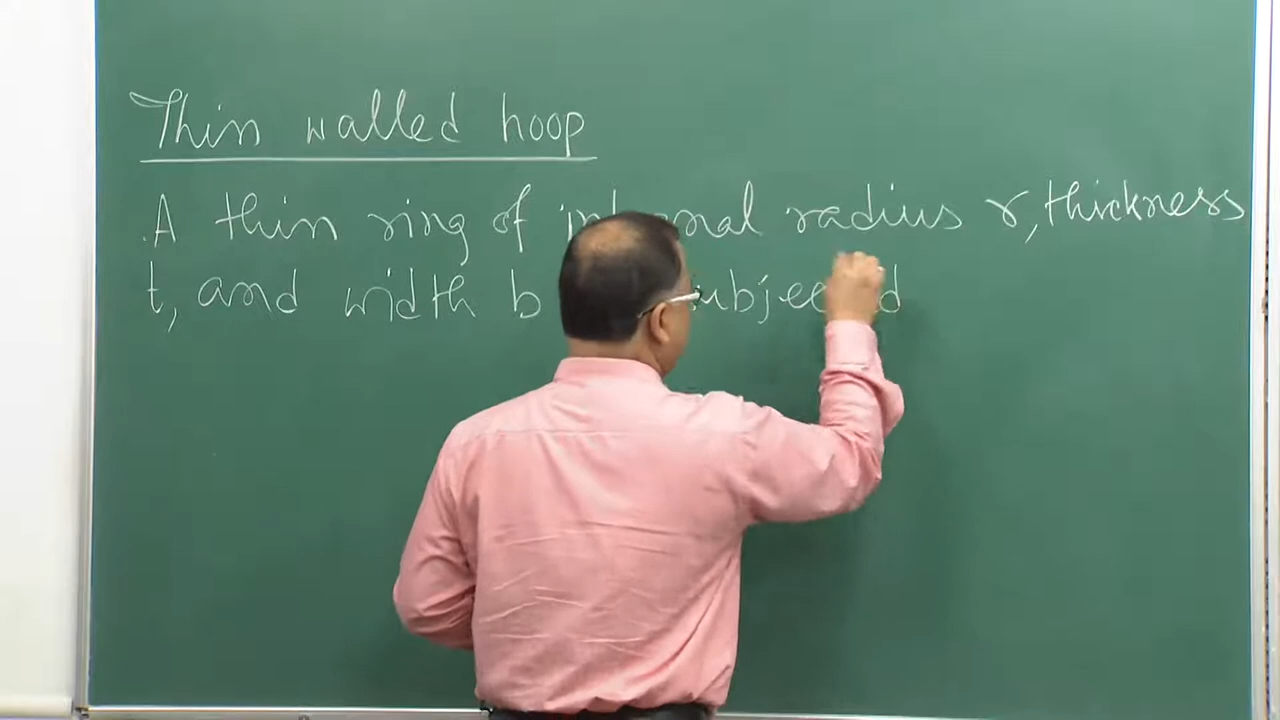 Thin walled hoop
A thin ring of radius r, thickness
t, and width b